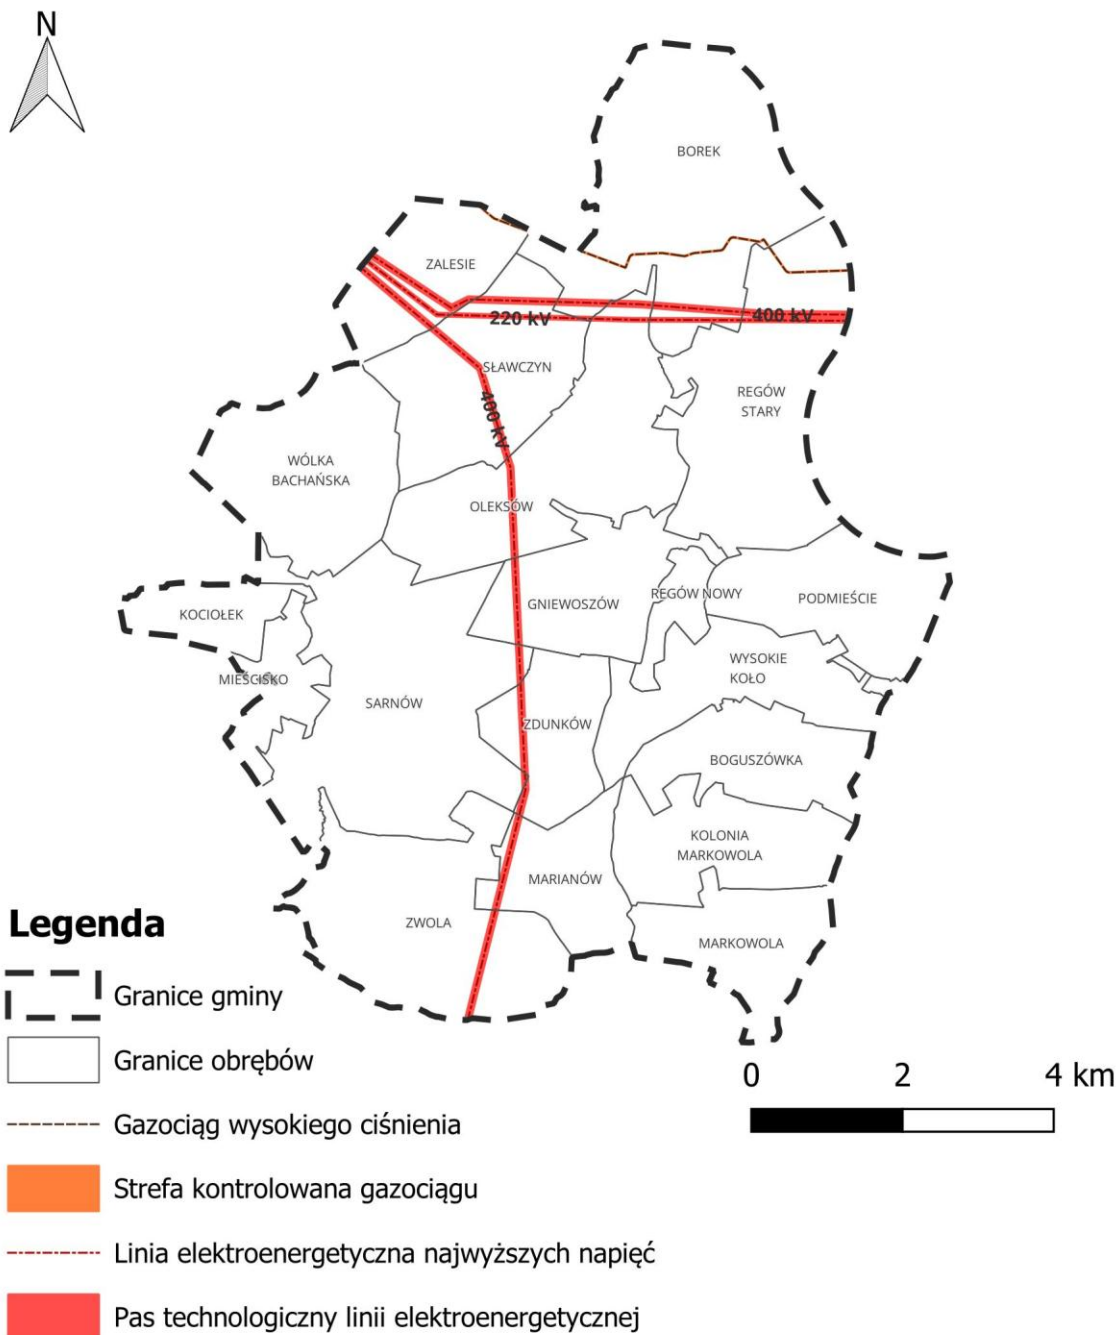 N
BOREK
ZALESIE
220 kV
400 kV
SŁAWCZYN
REGÓW
STARY
400 kV
WÓLKA
BACHAŃSKA
OLEKSÓW
GNIEWOSZÓW
REGÓW NOWY
PODMIEŚCIE
KOCIOŁEK
WYSOKIE
KOŁO
MIEŚCISKO
SARNÓW
ZDUNKÓW
BOGUSZÓWKA
KOLONIA
MARKOWOLA
MARIANÓW
ZWOLA
MARKOWOLA
Legenda
Granice gminy
Granice obrębów
Gazociąg wysokiego ciśnienia
Strefa kontrolowana gazociągu
Linia elektroenergetyczna najwyższych napięć
Pas technologiczny linii elektroenergetycznej
0 2 4 km